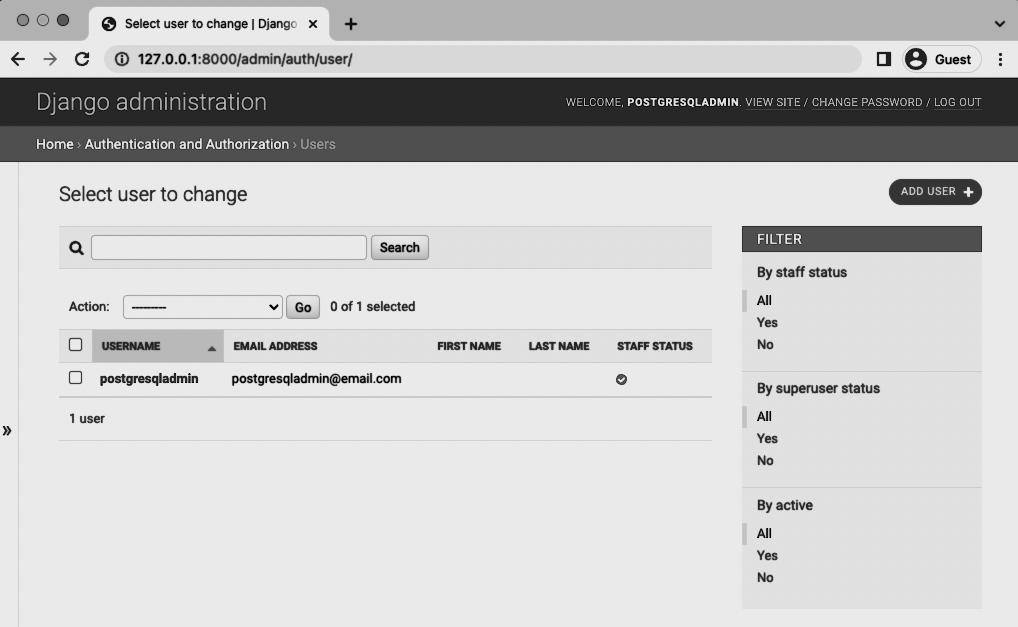 Select user to change | Django
127.0.0.1:8000/admin/auth/user/
Guest
Django administration
WELCOME, POSTGRESQLADMIN. VIEW SITE / CHANGE PASSWORD / LOG OUT
Home › Authentication and Authorization › Users
Select user to change
ADD USER +
Search
Action: --------- Go 0 of 1 selected
USERNAME EMAIL ADDRESS FIRST NAME LAST NAME STAFF STATUS
postgresqladmin postgresqladmin@email.com
1 user
»
FILTER
By staff status
All
Yes
No
By superuser status
All
Yes
No
By active
All
Yes
No